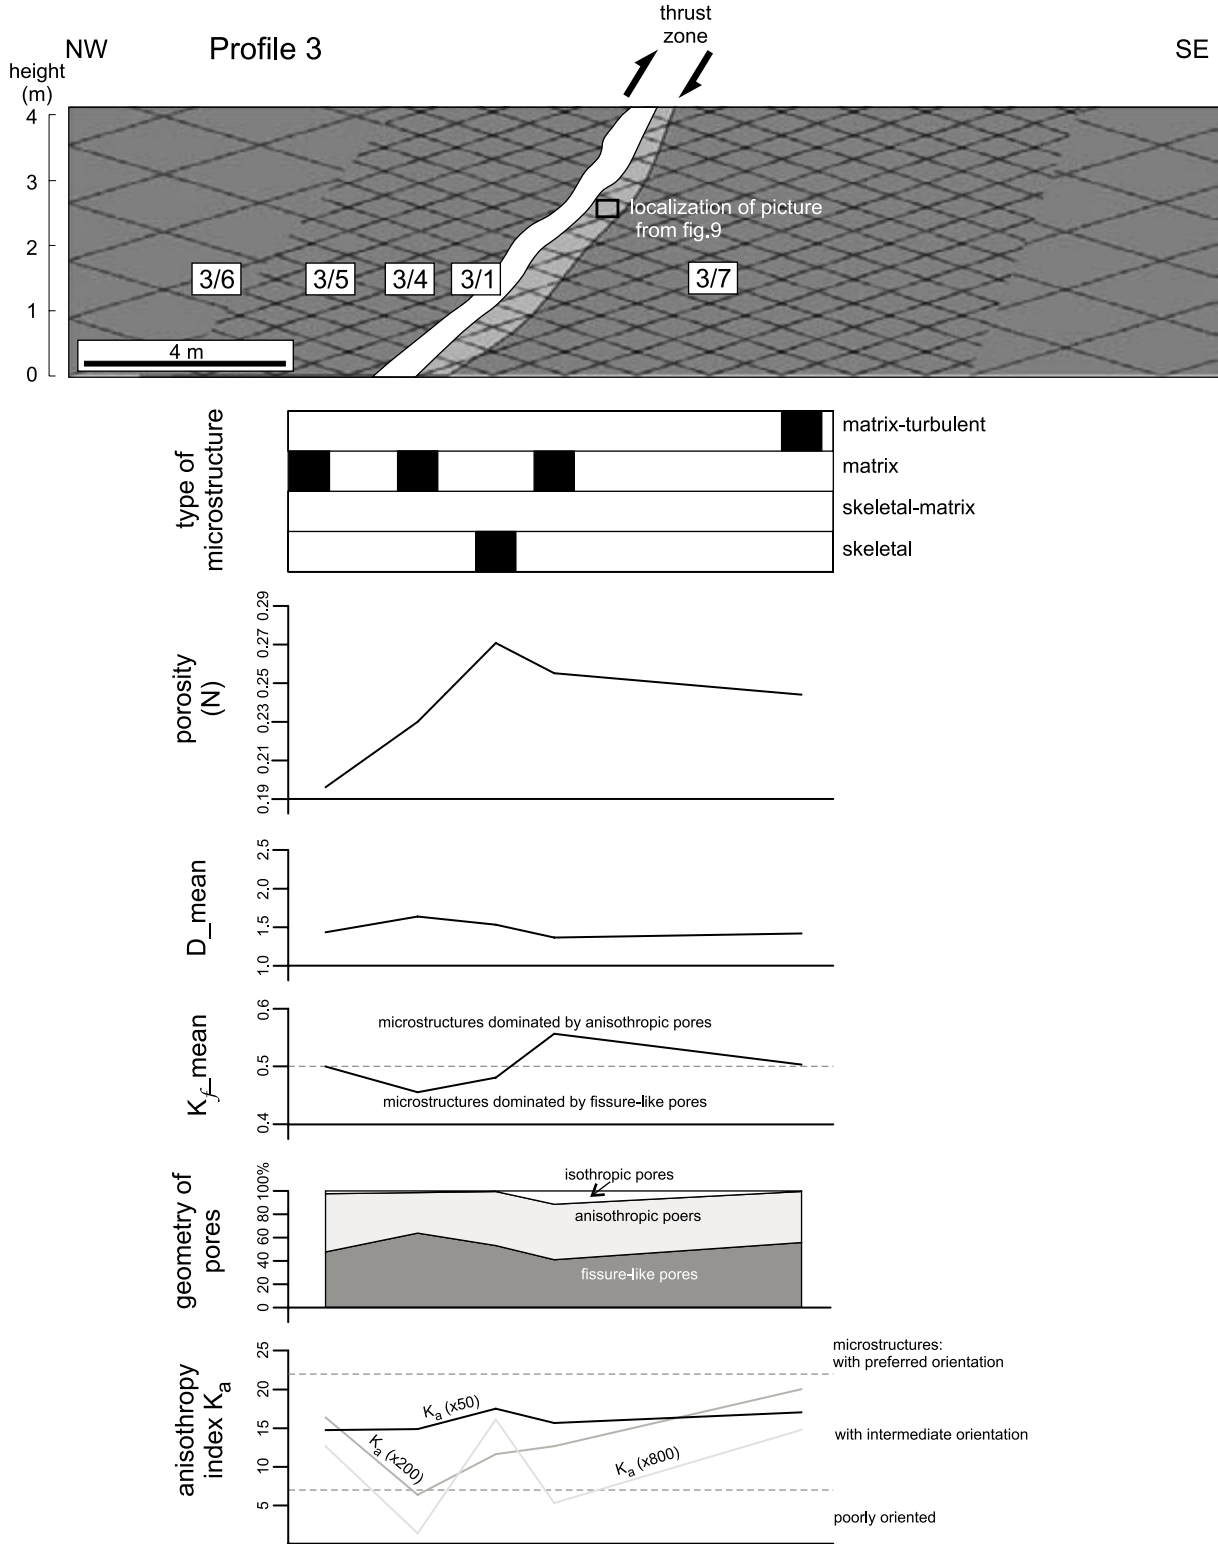 thrust
zone
NW
Profile 3
SE
height
(m)
4
3
2
1
0
localization of picture
from fig.9
3/6
3/5
3/4
3/1
3/7
4 m
type of
microstructure
matrix-turbulent
matrix
skeletal-matrix
skeletal
porosity
(N)
0.29
0.27
0.25
0.23
0.21
0.19
D_mean
2.5
2.0
1.5
1.0
Kf_mean
0.6
0.5
0.4
microstructures dominated by anisothropic pores
microstructures dominated by fissure-like pores
geometry of
pores
100%
80
60
40
20
0
isothropic pores
anisothropic poers
fissure-like pores
anisothropy
index Ka
25
20
15
10
5
Ka (x50)
Ka (x200)
Ka (x800)
microstructures:
with preferred orientation
with intermediate orientation
poorly oriented